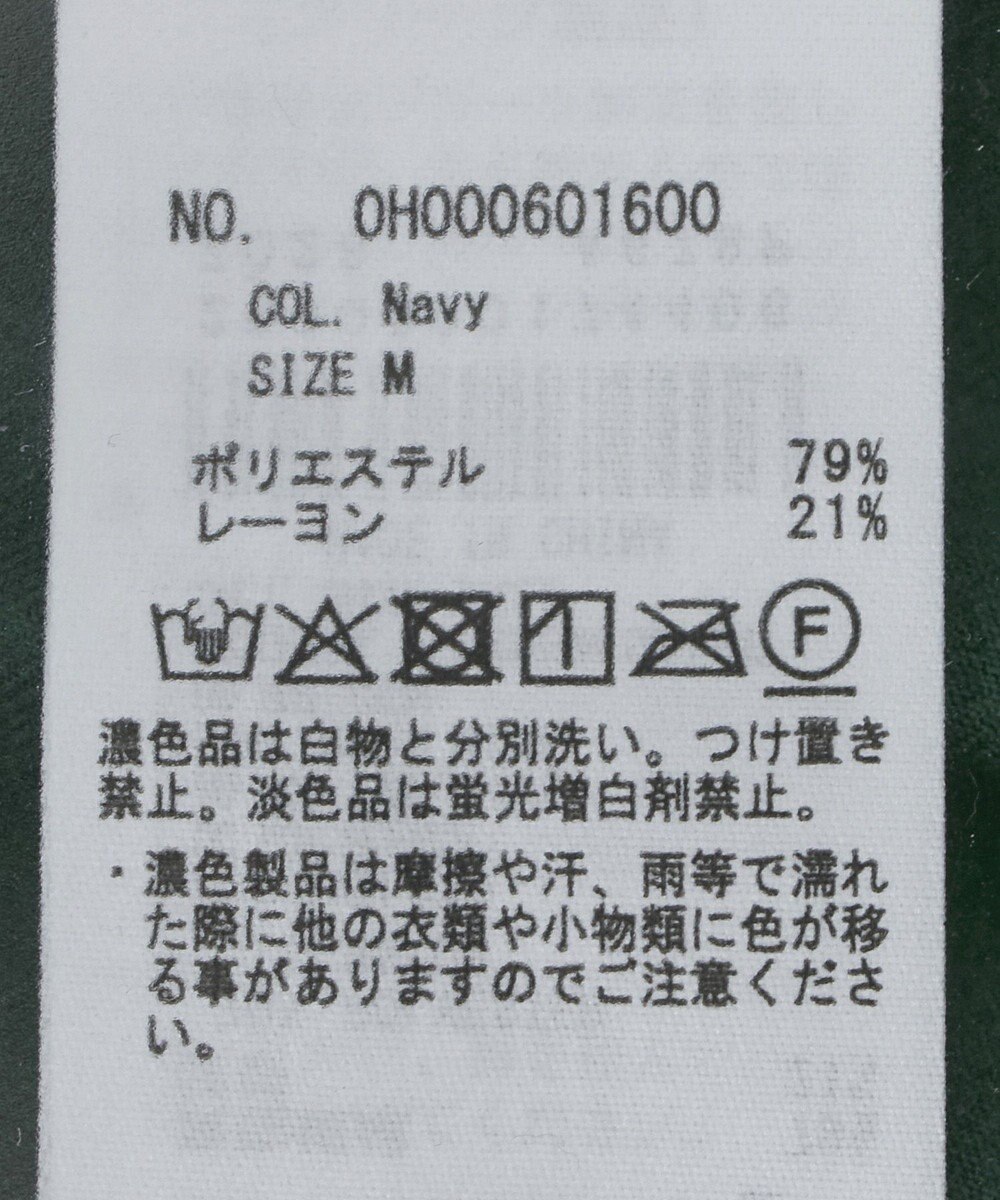 NO. 0H000601600
COL. Navy
SIZE M
ポリエステル 79%
レーヨン 21%
F
濃色品は白物と分別洗い。つけ置き
禁止。淡色品は蛍光増白剤禁止。
・濃色製品は摩擦や汗、雨等で濡れ
た際に他の衣類や小物類に色が移
る事がありますのでご注意くださ
い。